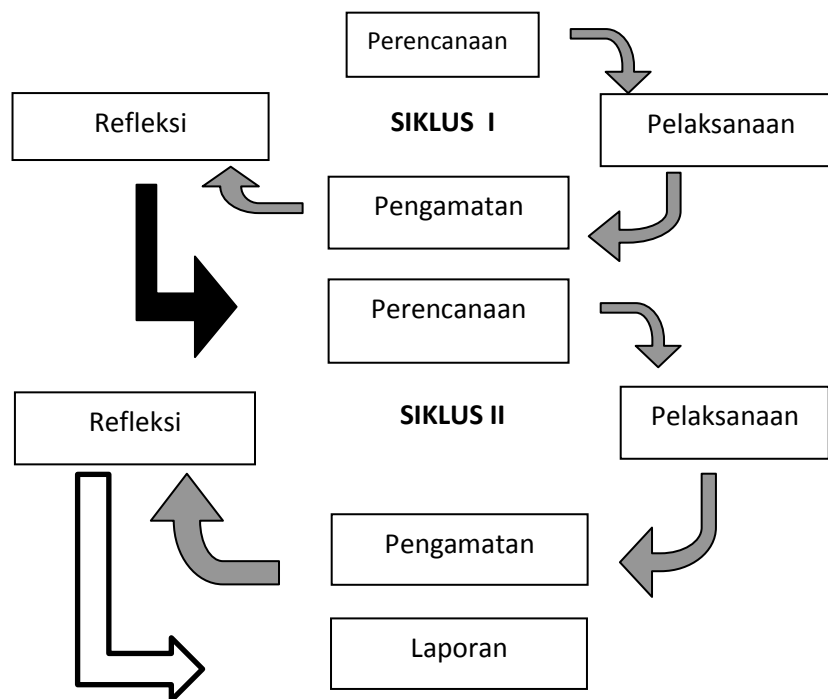 Perencanaan
Refleksi
SIKLUS I
Pelaksanaan
Pengamatan
Perencanaan
Refleksi
SIKLUS II
Pelaksanaan
Pengamatan
Laporan